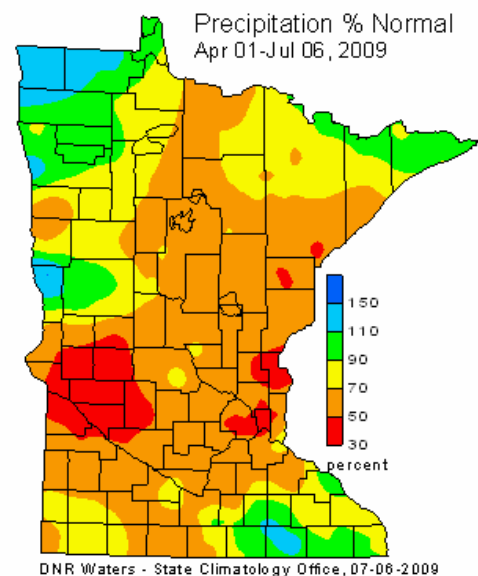 Precipitation % Normal
Apr 01-Jul 06, 2009
150
110
90
70
50
30
percent
DNR Waters - State Climatology Office, 07-06-2009